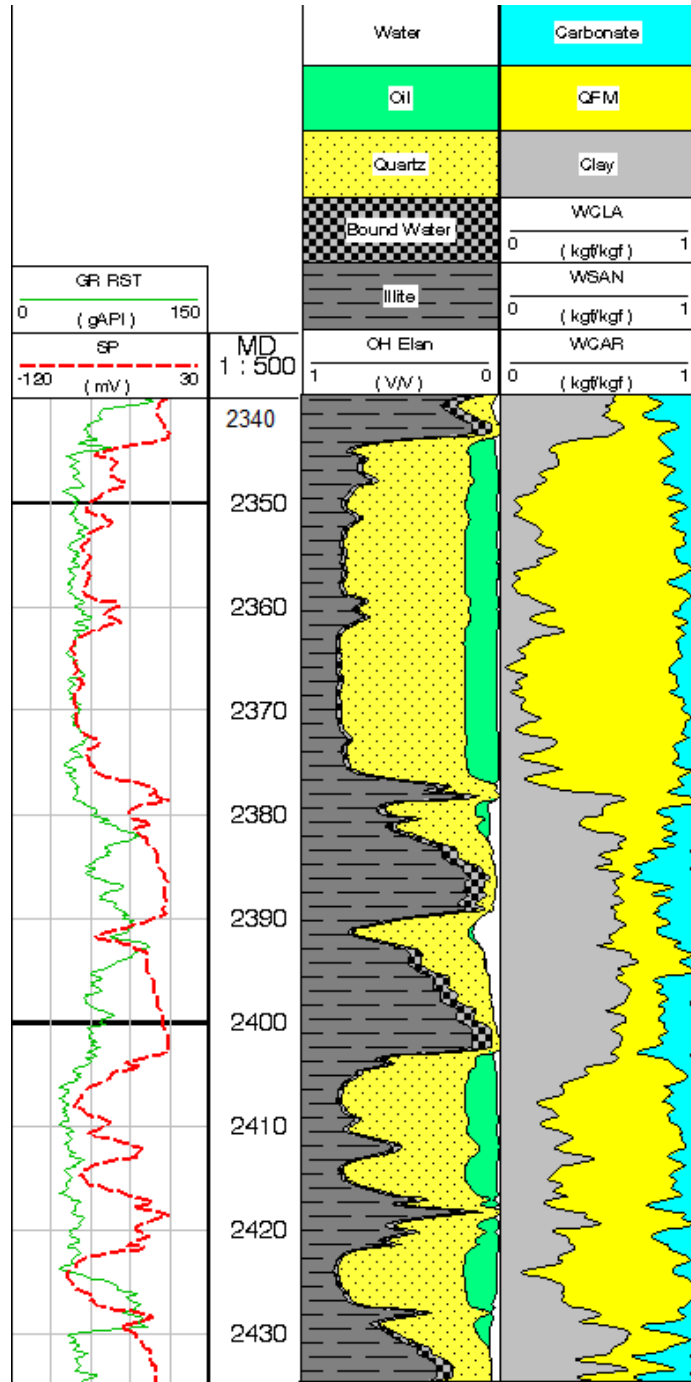 Water
Carbonate
Oil
QFM
Quartz
Clay
Bound Water
WCLA
0 ( kgf/kgf ) 1
GR RST
0 ( gAPI ) 150
Illite
WSAN
0 ( kgf/kgf ) 1
SP
-120 ( mV ) 30
MD
1 : 500
OH Elan
1 ( V/V ) 0
WCAR
0 ( kgf/kgf ) 1
2340
2350
2360
2370
2380
2390
2400
2410
2420
2430